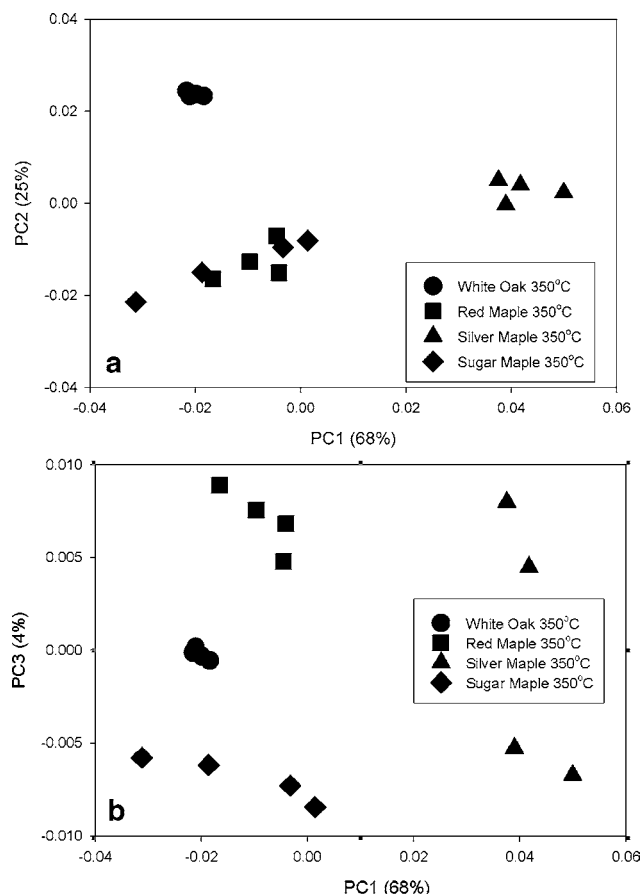 0.04
0.02
0.00
-0.02
-0.04
PC2 (25%)
White Oak 350°C
Red Maple 350°C
Silver Maple 350°C
Sugar Maple 350°C
a
-0.04
-0.02
0.00
0.02
0.04
0.06
PC1 (68%)
0.010
0.005
0.000
-0.005
-0.010
PC3 (4%)
White Oak 350°C
Red Maple 350°C
Silver Maple 350°C
Sugar Maple 350°C
b
-0.04
-0.02
0.00
0.02
0.04
0.06
PC1 (68%)